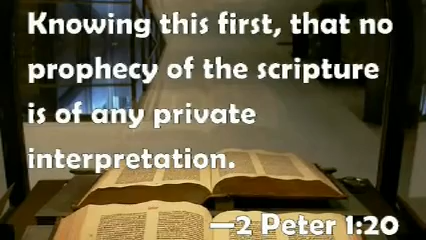 Knowing this first, that no
prophecy of the scripture
is of any private
interpretation.
—2 Peter 1:20